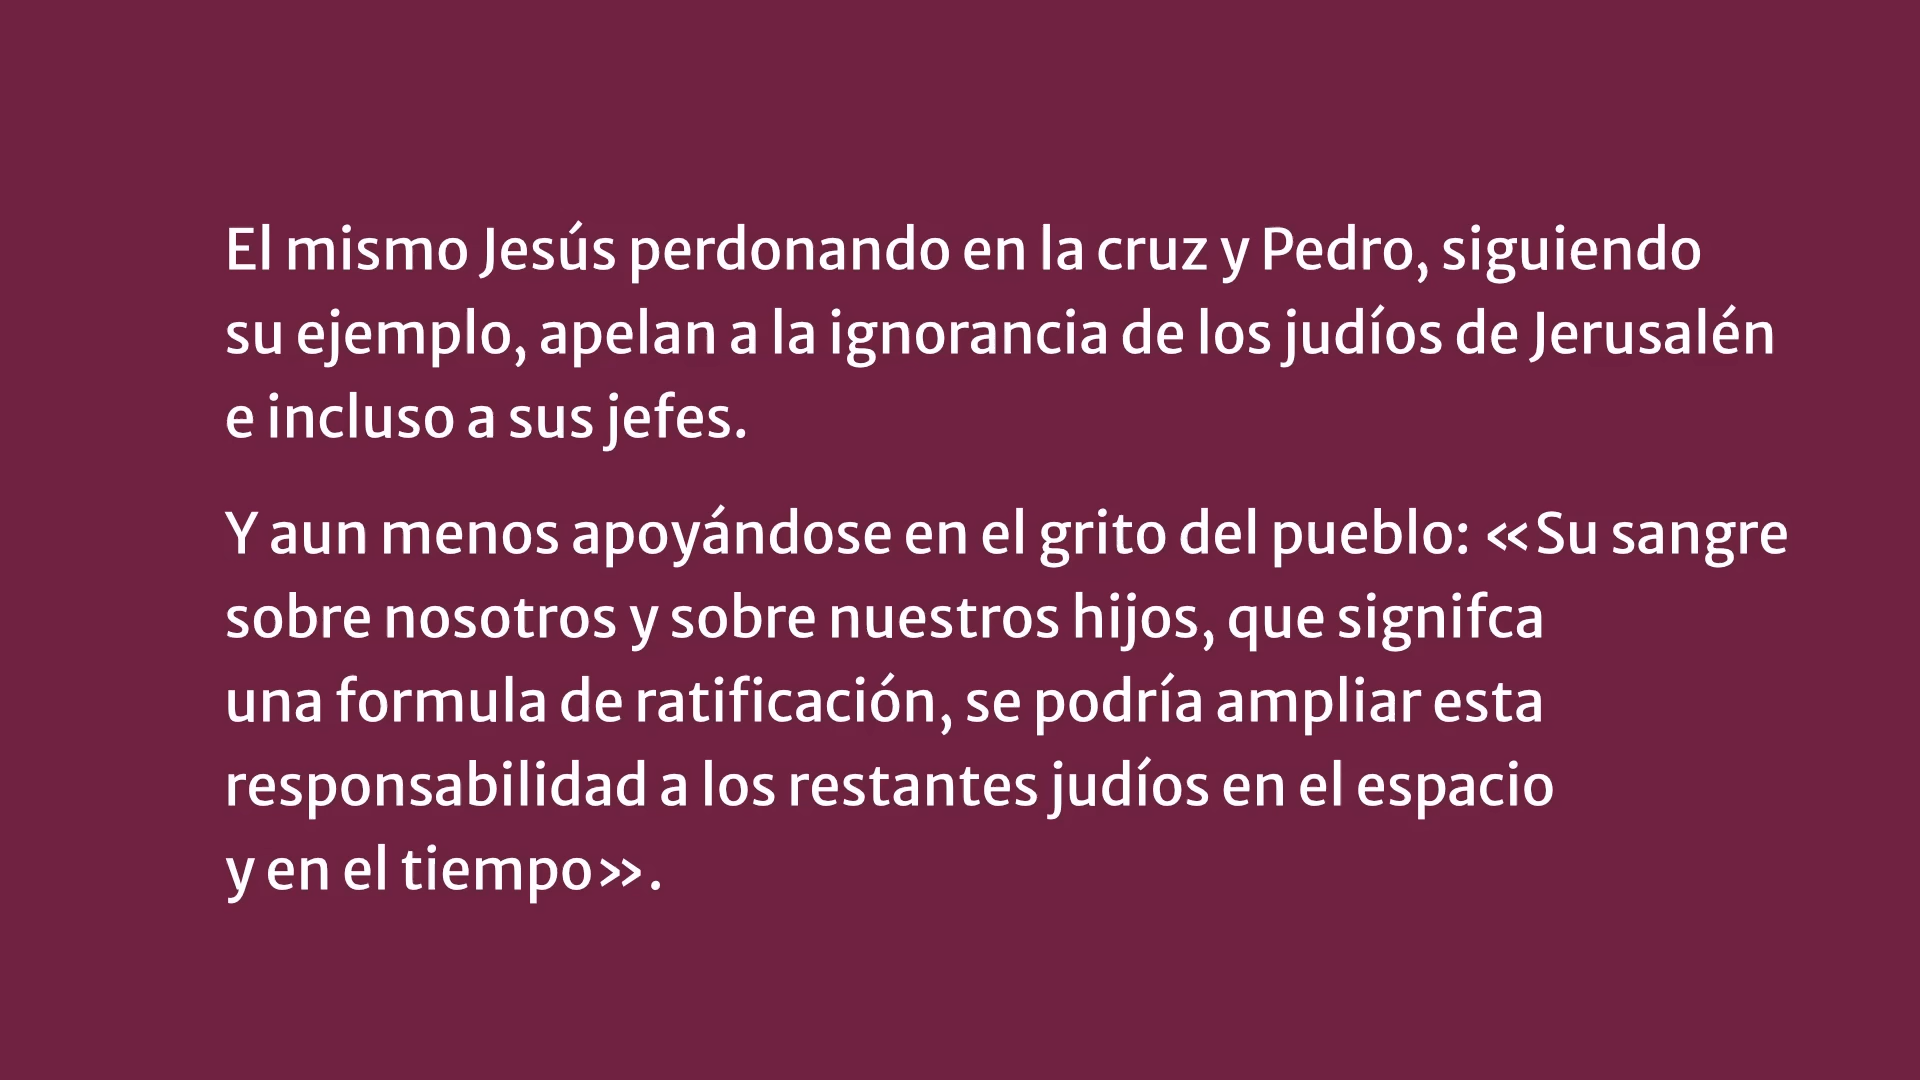 El mismo Jesús perdonando en la cruz y Pedro, siguiendo
su ejemplo, apelan a la ignorancia de los judíos de Jerusalén
e incluso a sus jefes.
Y aun menos apoyándose en el grito del pueblo: «Su sangre
sobre nosotros y sobre nuestros hijos, que signifca
una formula de ratificación, se podría ampliar esta
responsabilidad a los restantes judíos en el espacio
y en el tiempo».